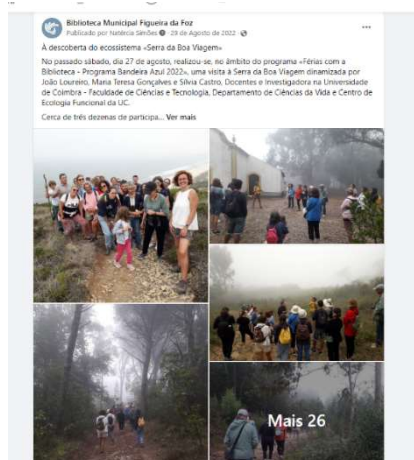 Biblioteca Municipal Figueira da Foz
Publicado por Natércia Simões · 29 de Agosto de 2022 ·
À descoberta do ecossistema «Serra da Boa Viagem»
No passado sábado, dia 27 de agosto, realizou-se, no âmbito do programa «Férias com a
Biblioteca - Programa Bandeira Azul 2022», uma visita à Serra da Boa Viagem dinamizada por
João Loureiro, Maria Teresa Gonçalves e Sílvia Castro, Docentes e Investigadora na Universidade
de Coimbra - Faculdade de Ciências e Tecnologia, Departamento de Ciências da Vida e Centro de
Ecologia Funcional da UC.
Cerca de três dezenas de participa... Ver mais
Mais 26